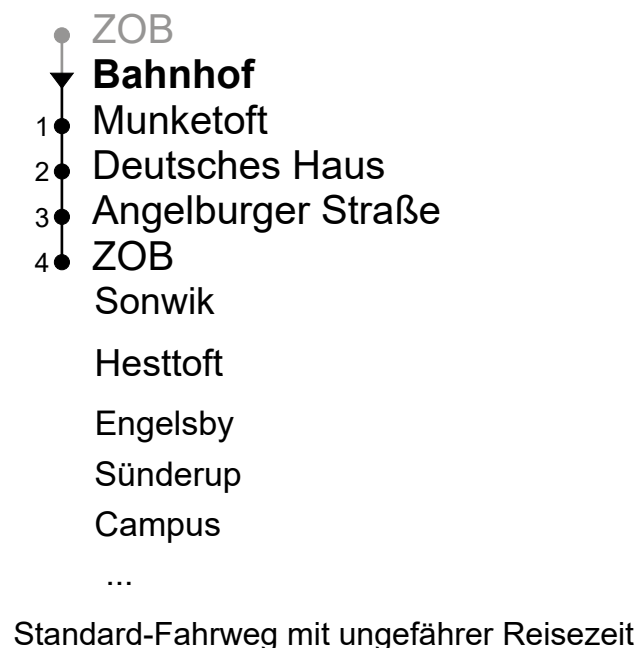 ZOB
Bahnhof
1 Munketoft
2 Deutsches Haus
3 Angelburger Straße
4 ZOB
Sonwik
Hesttoft
Engelsby
Sünderup
Campus
...
Standard-Fahrweg mit ungefährer Reisezeit